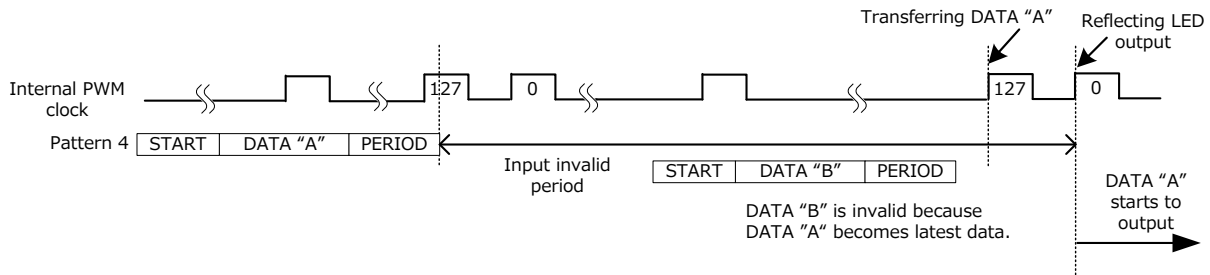 Transferring DATA “A”
Reflecting LED
output
Internal PWM
clock
127
0
127
0
Pattern 4
START
DATA “A”
PERIOD
Input invalid
period
START
DATA “B”
PERIOD
DATA “B” is invalid because
DATA ”A“ becomes latest data.
DATA “A”
starts to
output